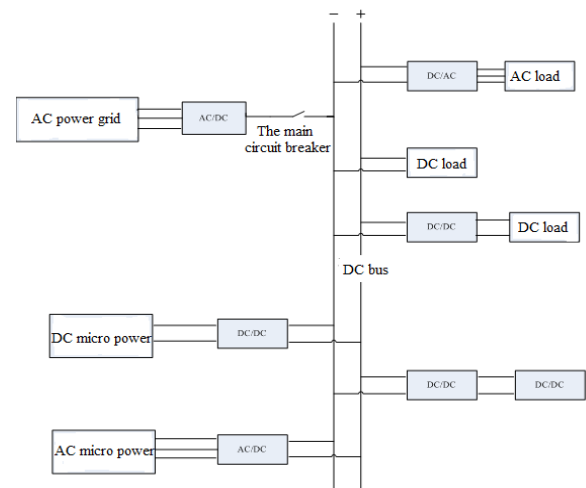 − +
DC/AC
AC load
AC power grid
AC/DC
The main
circuit breaker
DC load
DC/DC
DC load
DC bus
DC micro power
DC/DC
DC/DC
DC/DC
AC micro power
AC/DC